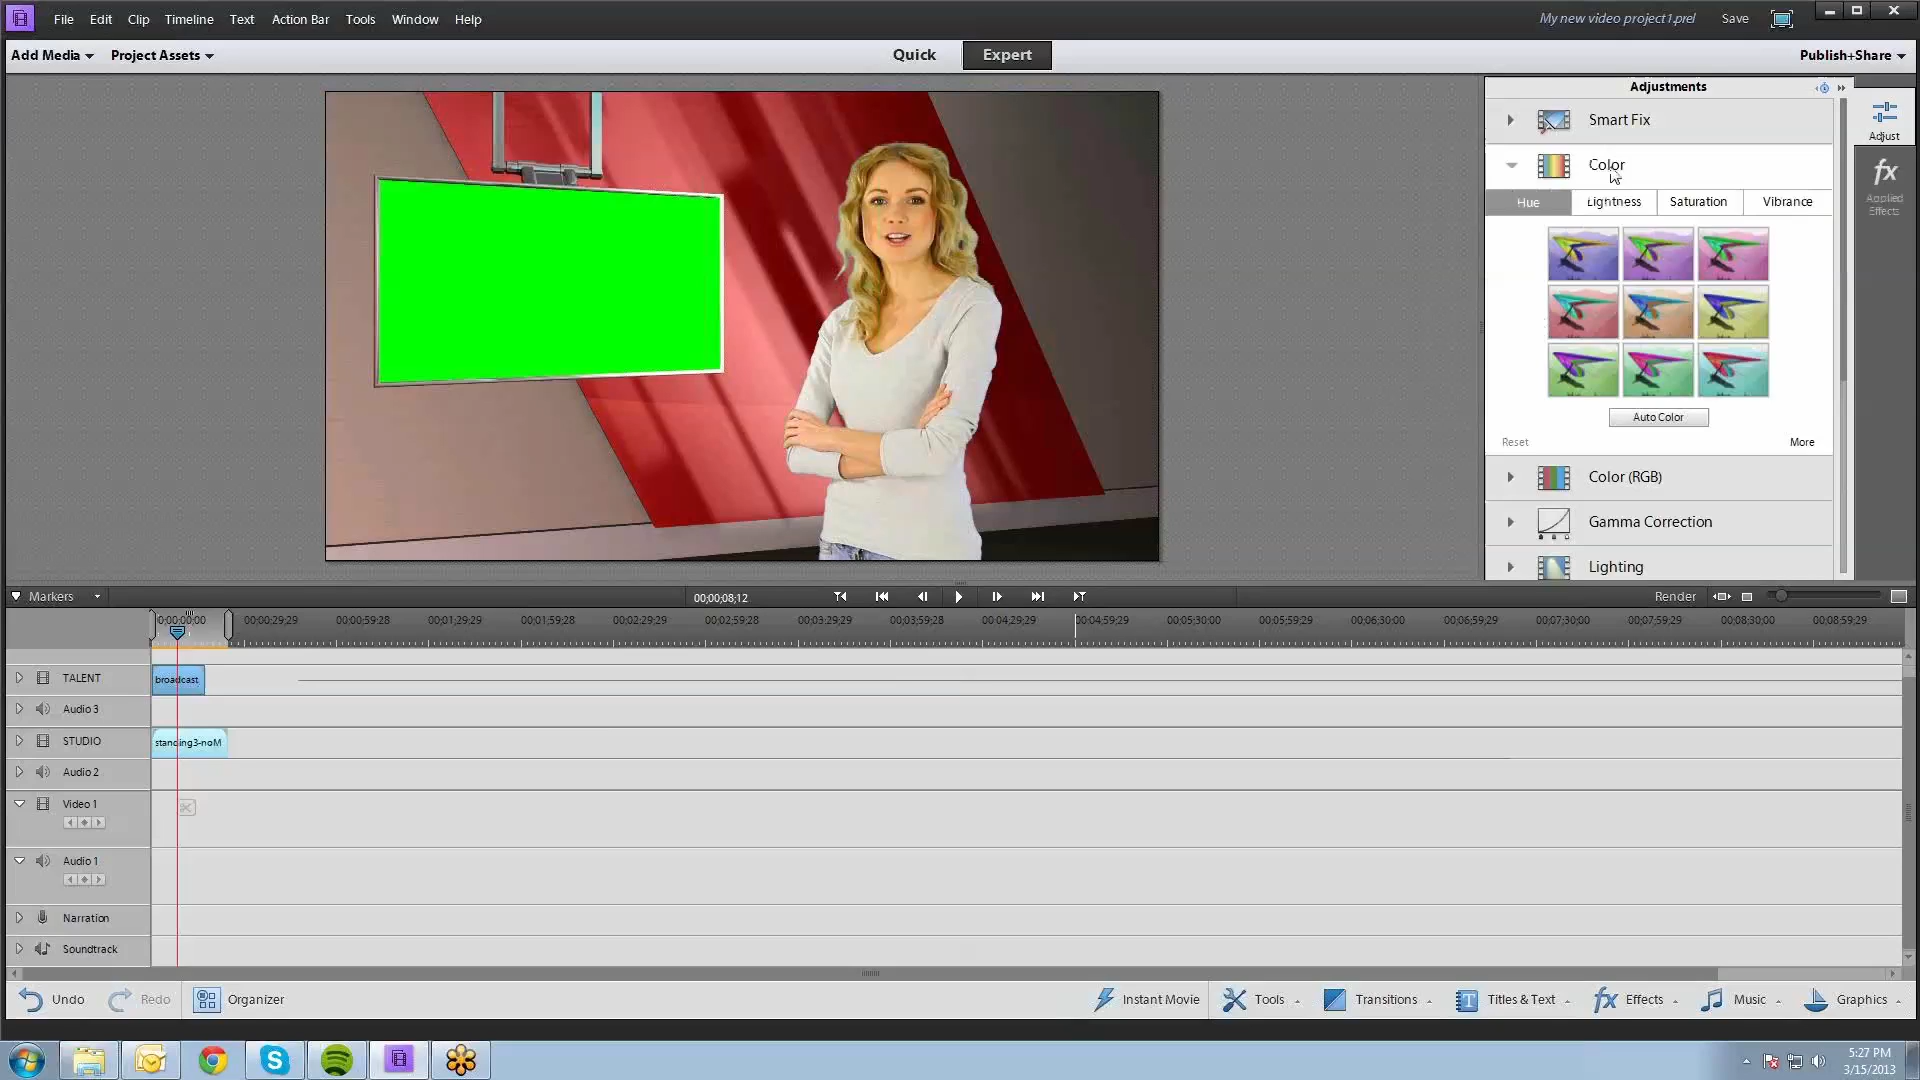 File Edit Clip Timeline Text Action Bar Tools Window Help
My new video project1.prel Save
Add Media Project Assets
Quick Expert
Publish+Share
Adjustments
Smart Fix
Color
Hue Lightness Saturation Vibrance
Auto Color
Reset More
Color (RGB)
Gamma Correction
Lighting
Adjust
fx
Applied
Effects
Markers
00;00;08;12
Render
00;00;00;00 00;00;29;29 00;00;59;28 00;01;29;29 00;01;59;28 00;02;29;29 00;02;59;28 00;03;29;29 00;03;59;28 00;04;29;29 00;04;59;29 00;05;30;00 00;05;59;29 00;06;30;00 00;06;59;29 00;07;30;00 00;07;59;29 00;08;30;00 00;08;59;29
TALENT broadcast
Audio 3
STUDIO standing3-noM
Audio 2
Video 1
Audio 1
Narration
Soundtrack
Undo Redo Organizer
Instant Movie Tools Transitions Titles & Text fx Effects Music Graphics
5:27 PM
3/15/2013